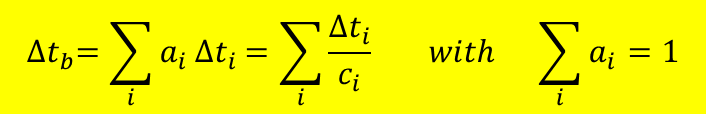 Δt_b = ∑_i a_i Δt_i = ∑_i Δt_i / c_i with ∑_i a_i = 1